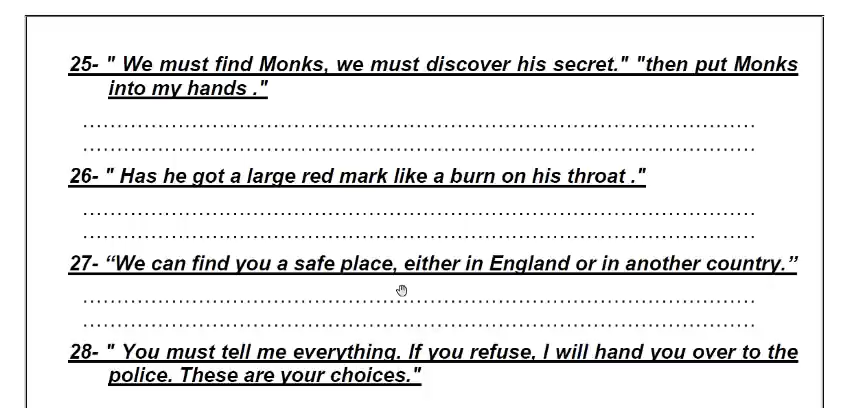 25- " We must find Monks, we must discover his secret." "then put Monks
into my hands ."
................................................................................................
................................................................................................
26- " Has he got a large red mark like a burn on his throat ."
................................................................................................
................................................................................................
27- “We can find you a safe place, either in England or in another country.”
................................................................................................
................................................................................................
28- " You must tell me everything. If you refuse, I will hand you over to the
police. These are your choices."